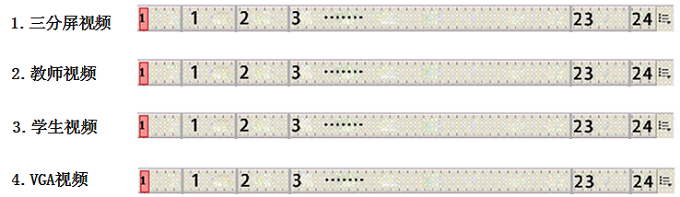 1.三分屏视频 1 1 2 3 ······· 23 24
2.教师视频 1 1 2 3 ······· 23 24
3.学生视频 1 1 2 3 ······· 23 24
4.VGA视频 1 1 2 3 ······· 23 24